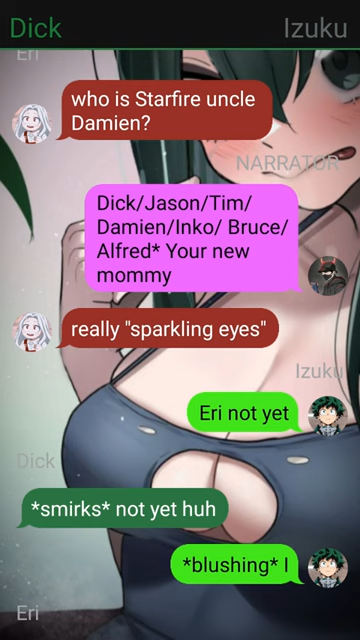 Dick Izuku
Eri
who is Starfire uncle
Damien?
NARRATOR
Dick/Jason/Tim/
Damien/Inko/ Bruce/
Alfred* Your new
mommy
really "sparkling eyes"
Izuku
Eri not yet
Dick
*smirks* not yet huh
*blushing* I
Eri